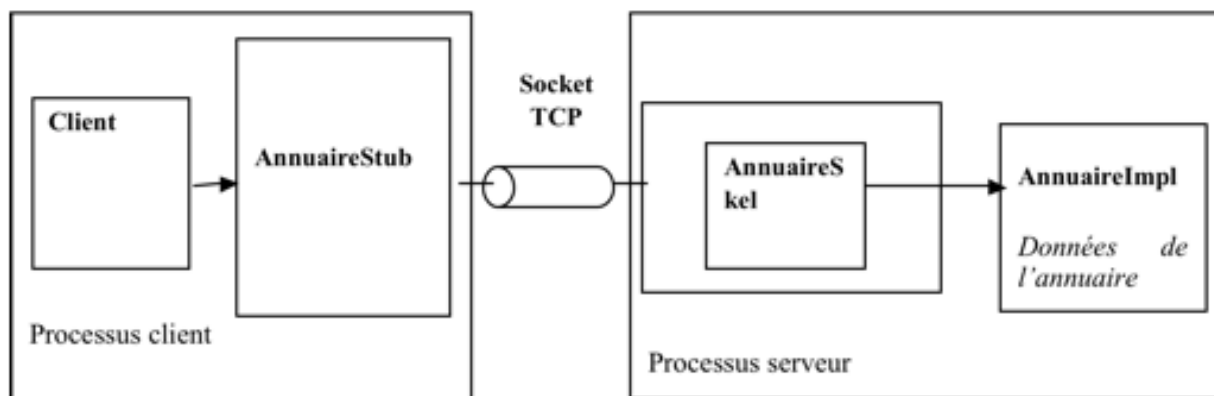 Client
AnnuaireStub
Processus client
Socket
TCP
AnnuaireS
kel
AnnuaireImpl
Données de
l'annuaire
Processus serveur